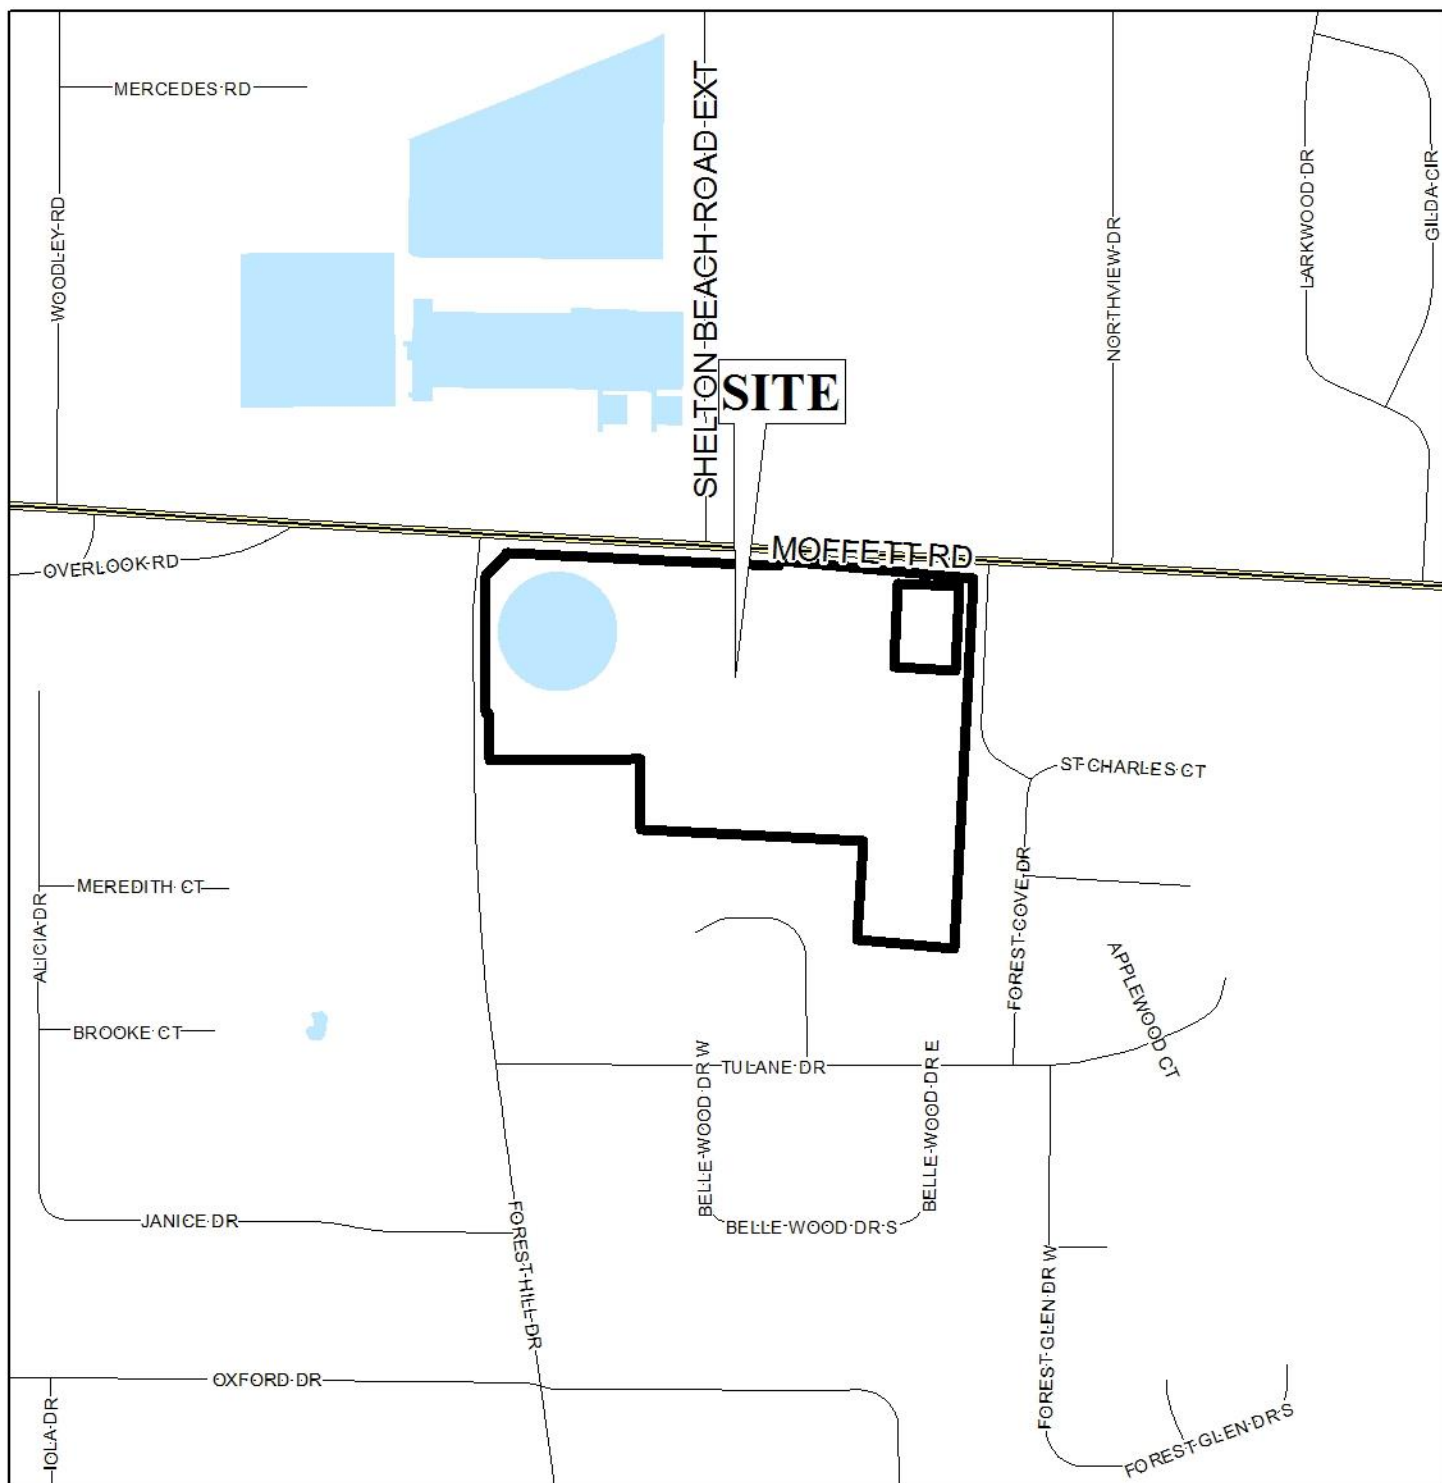 MERCEDES RD
SHELTON BEACH ROAD EXT
WOODLEY RD
NORTHVIEW DR
LARKWOOD DR
GILDA CIR
SITE
MOFFETT RD
OVERLOOK RD
ST CHARLES CT
MEREDITH CT
ALICIA DR
FOREST COVE DR
APPLEWOOD CT
BROOKE CT
BELLE WOOD DR W
TULANE DR
BELLE WOOD DR E
JANICE DR
BELLE WOOD DR S
FOREST HILL DR
FOREST GLEN DR W
OXFORD DR
IOLA DR
FOREST GLEN DR S